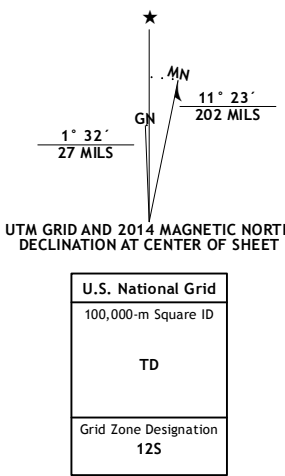 ★
MN
11° 23´
202 MILS
GN
1° 32´
27 MILS
UTM GRID AND 2014 MAGNETIC NORTH
DECLINATION AT CENTER OF SHEET
U.S. National Grid
100,000-m Square ID
TD
Grid Zone Designation
12S